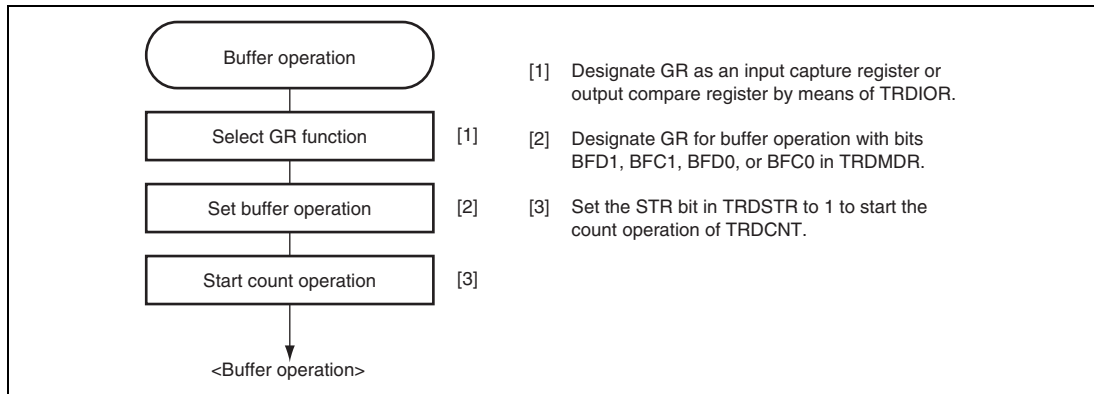 Buffer operation
Select GR function
[1]
Set buffer operation
[2]
Start count operation
[3]
<Buffer operation>
[1] Designate GR as an input capture register or
output compare register by means of TRDIOR.
[2] Designate GR for buffer operation with bits
BFD1, BFC1, BFD0, or BFC0 in TRDMDR.
[3] Set the STR bit in TRDSTR to 1 to start the
count operation of TRDCNT.